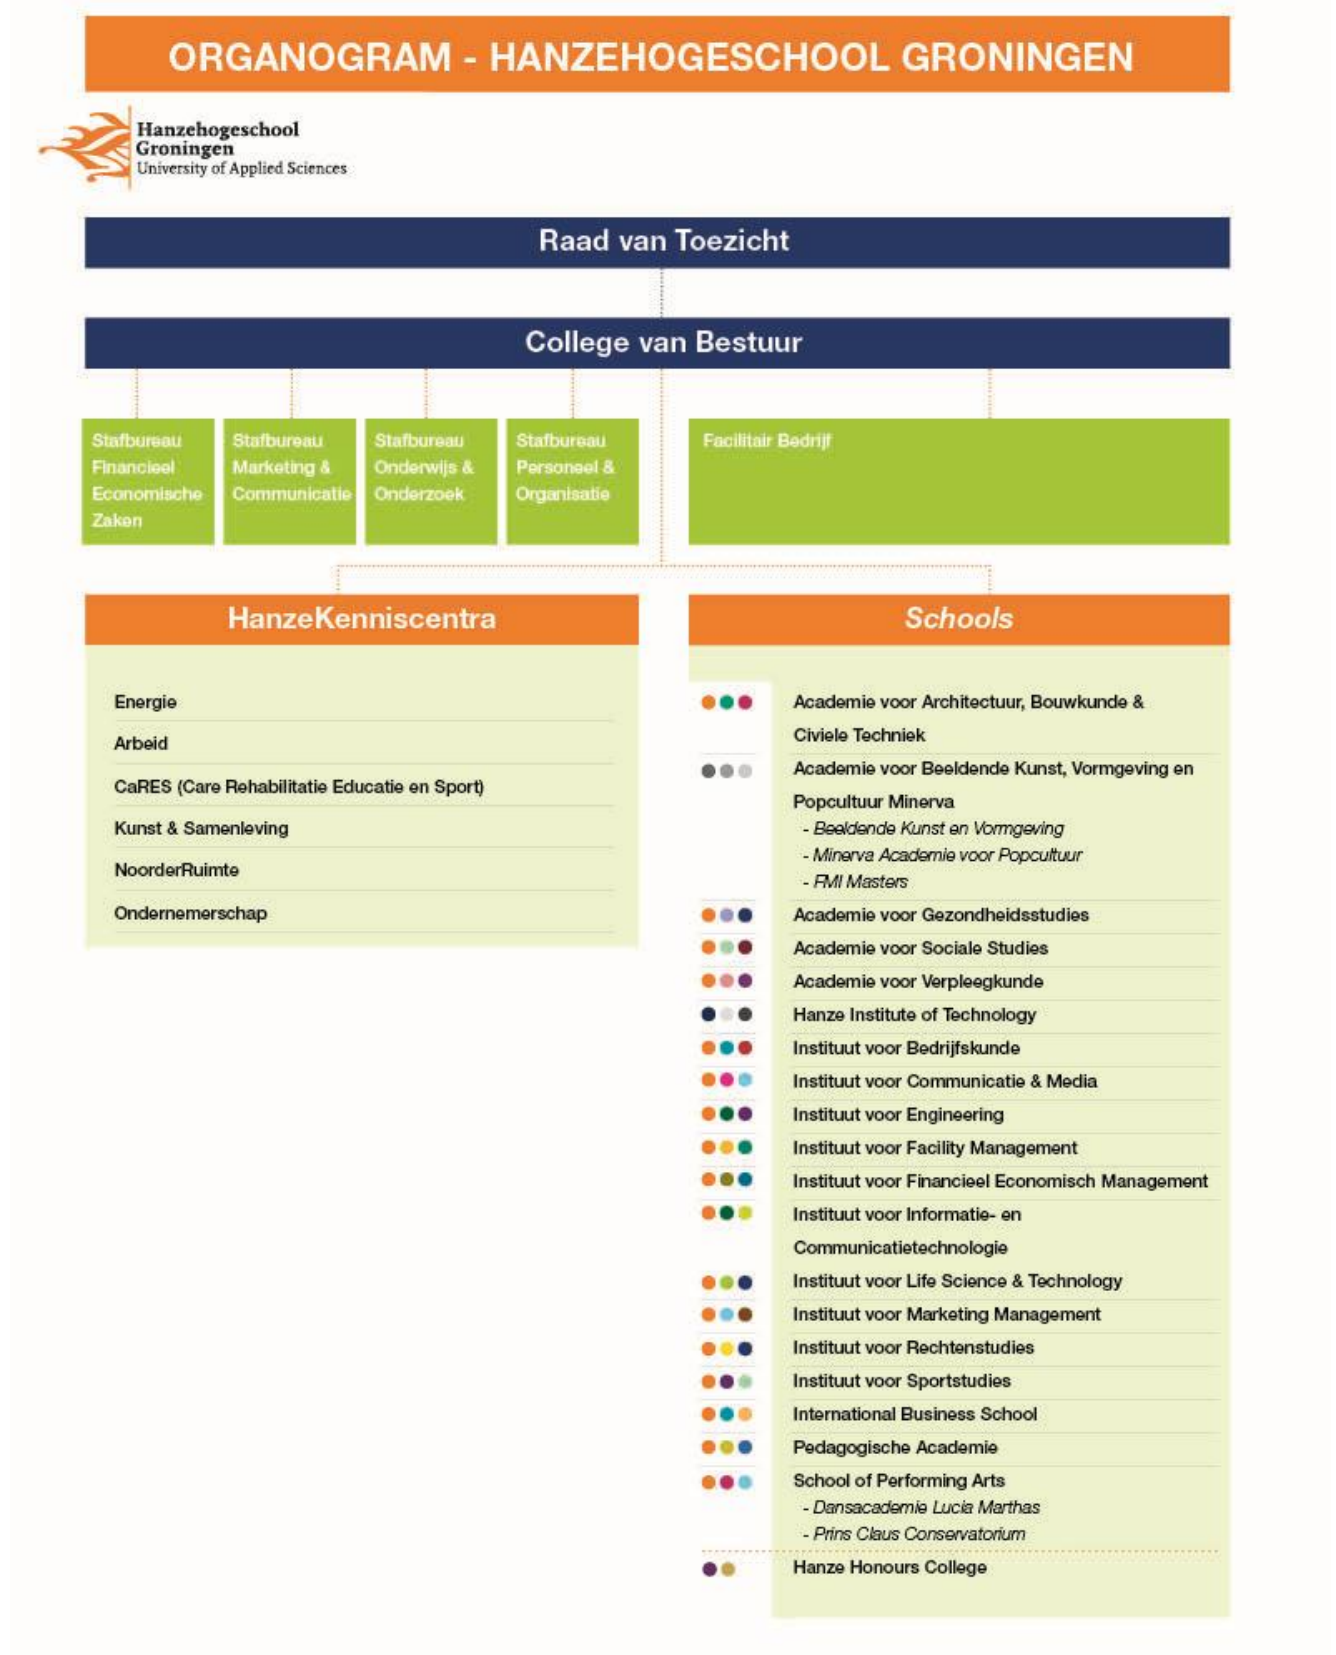 ORGANOGRAM - HANZEHOGESCHOOL GRONINGEN
Hanzehogeschool
Groningen
University of Applied Sciences
Raad van Toezicht
College van Bestuur
Stafbureau
Financieel
Economische
Zaken
Stafbureau
Marketing &
Communicatie
Stafbureau
Onderwijs &
Onderzoek
Stafbureau
Personeel &
Organisatie
Facilitair Bedrijf
HanzeKenniscentra
Energie
Arbeid
CaRES (Care Rehabilitatie Educatie en Sport)
Kunst & Samenleving
NoorderRuimte
Ondernemerschap
Schools
Academie voor Architectuur, Bouwkunde &
Civiele Techniek
Academie voor Beeldende Kunst, Vormgeving en
Popcultuur Minerva
- Beeldende Kunst en Vormgeving
- Minerva Academie voor Popcultuur
- FMI Masters
Academie voor Gezondheidsstudies
Academie voor Sociale Studies
Academie voor Verpleegkunde
Hanze Institute of Technology
Instituut voor Bedrijfskunde
Instituut voor Communicatie & Media
Instituut voor Engineering
Instituut voor Facility Management
Instituut voor Financieel Economisch Management
Instituut voor Informatie- en
Communicatietechnologie
Instituut voor Life Science & Technology
Instituut voor Marketing Management
Instituut voor Rechtenstudies
Instituut voor Sportstudies
International Business School
Pedagogische Academie
School of Performing Arts
- Dansacademie Lucia Marthas
- Prins Claus Conservatorium
Hanze Honours College